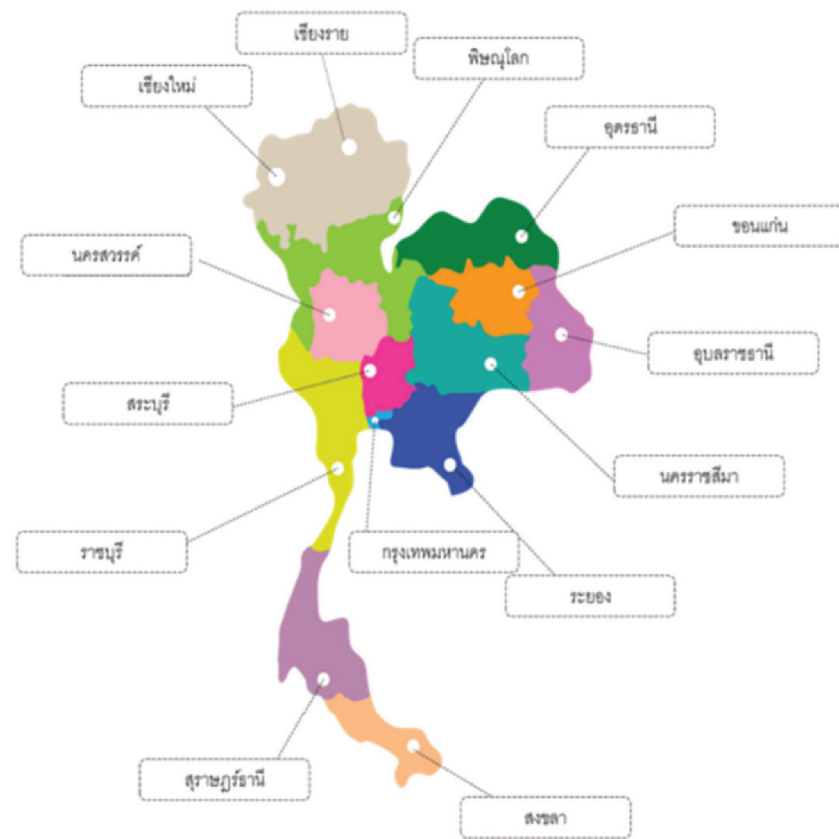 เชียงราย
พิษณุโลก
เชียงใหม่
อุดรธานี
ขอนแก่น
นครสวรรค์
อุบลราชธานี
สระบุรี
นครราชสีมา
ราชบุรี
กรุงเทพมหานคร
ระยอง
สุราษฎร์ธานี
สงขลา